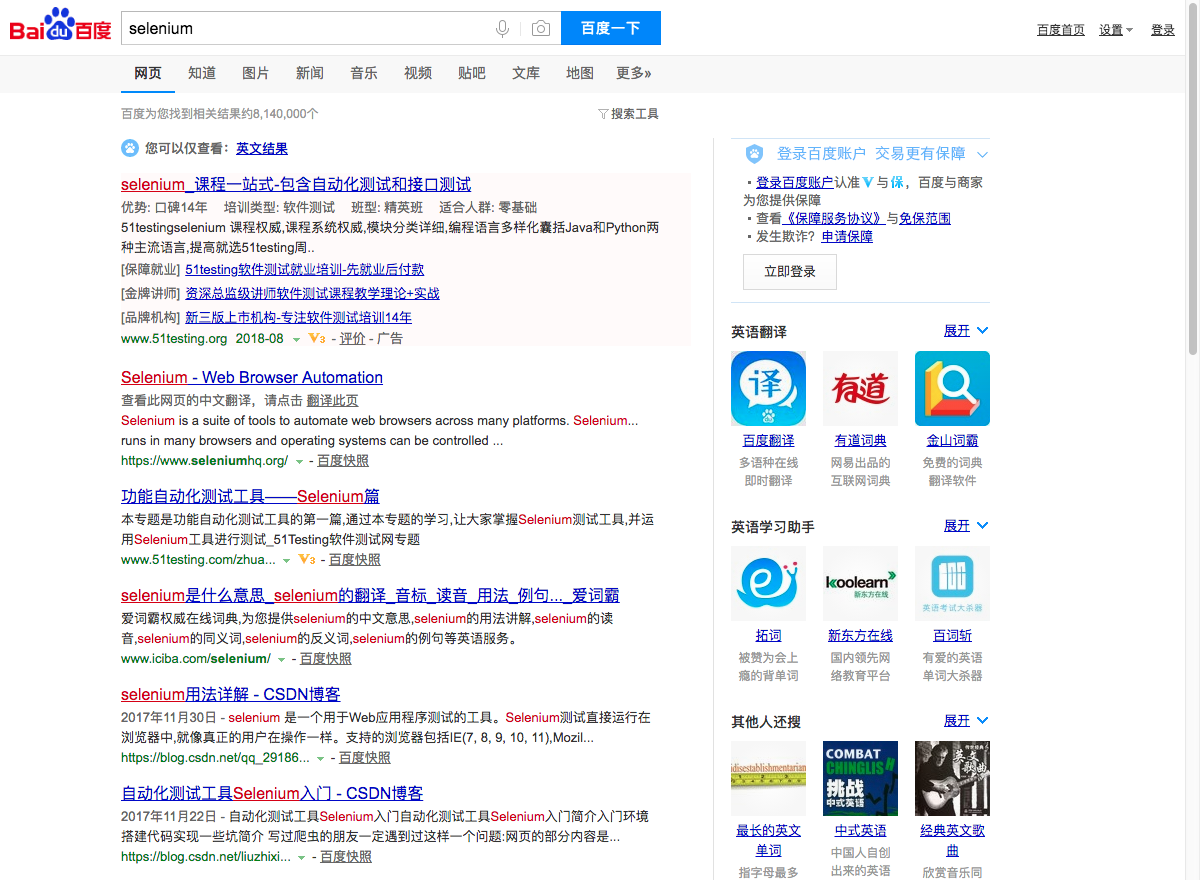 Bai du 百度
selenium
百度一下
百度首页 设置 登录
网页 知道 图片 新闻 音乐 视频 贴吧 文库 地图 更多»
百度为您找到相关结果约8,140,000个
搜索工具
您可以仅查看：英文结果
selenium_课程一站式-包含自动化测试和接口测试
优势: 口碑14年 培训类型: 软件测试 班型: 精英班 适合人群: 零基础
51testingselenium 课程权威,课程系统权威,模块分类详细,编程语言多样化囊括Java和Python两
种主流语言,提高就选51testing周..
[保障就业] 51testing软件测试就业培训-先就业后付款
[金牌讲师] 资深总监级讲师软件测试课程教学理论+实战
[品牌机构] 新三版上市机构-专注软件测试培训14年
www.51testing.org 2018-08 V3 - 评价 - 广告
Selenium - Web Browser Automation
查看此网页的中文翻译，请点击 翻译此页
Selenium is a suite of tools to automate web browsers across many platforms. Selenium...
runs in many browsers and operating systems can be controlled ...
https://www.seleniumhq.org/ - 百度快照
功能自动化测试工具——Selenium篇
本专题是功能自动化测试工具的第一篇,通过本专题的学习,让大家掌握Selenium测试工具,并运
用Selenium工具进行测试_51Testing软件测试网专题
www.51testing.com/zhua... V3 - 百度快照
selenium是什么意思_selenium的翻译_音标_读音_用法_例句..._爱词霸
爱词霸权威在线词典,为您提供selenium的中文意思,selenium的用法讲解,selenium的读
音,selenium的同义词,selenium的反义词,selenium的例句等英语服务。
www.iciba.com/selenium/ - 百度快照
selenium用法详解 - CSDN博客
2017年11月30日 - selenium 是一个用于Web应用程序测试的工具。Selenium测试直接运行在
浏览器中,就像真正的用户在操作一样。支持的浏览器包括IE(7, 8, 9, 10, 11),Mozil...
https://blog.csdn.net/qq_29186... - 百度快照
自动化测试工具Selenium入门 - CSDN博客
2017年11月22日 - 自动化测试工具Selenium入门自动化测试工具Selenium入门简介入门环境
搭建代码实现一些坑简介 写过爬虫的朋友一定遇到过这样一个问题:网页的部分内容是...
https://blog.csdn.net/liuzhixi... - 百度快照
登录百度账户 交易更有保障
· 登录百度账户认准V与保，百度与商家
为您提供保障
· 查看《保障服务协议》与免保范围
· 发生欺诈？申请保障
立即登录
英语翻译 展开
译 有道
百度翻译 有道词典 金山词霸
多语种在线 网易出品的 免费的词典
即时翻译 互联网词典 翻译软件
英语学习助手 展开
koolearn
新东方在线 英语考试大杀器
拓词 新东方在线 百词斩
被赞为会上 国内领先网 有爱的英语
瘾的背单词 络教育平台 单词大杀器
其他人还搜 展开
disestablishmentarian
COMBAT
CHINGLISH
挑战
中式英语
英文
歌曲
最长的英文 中式英语 经典英文歌
单词 中国人自创 曲
指字母最多 出来的英语 欣赏音乐同